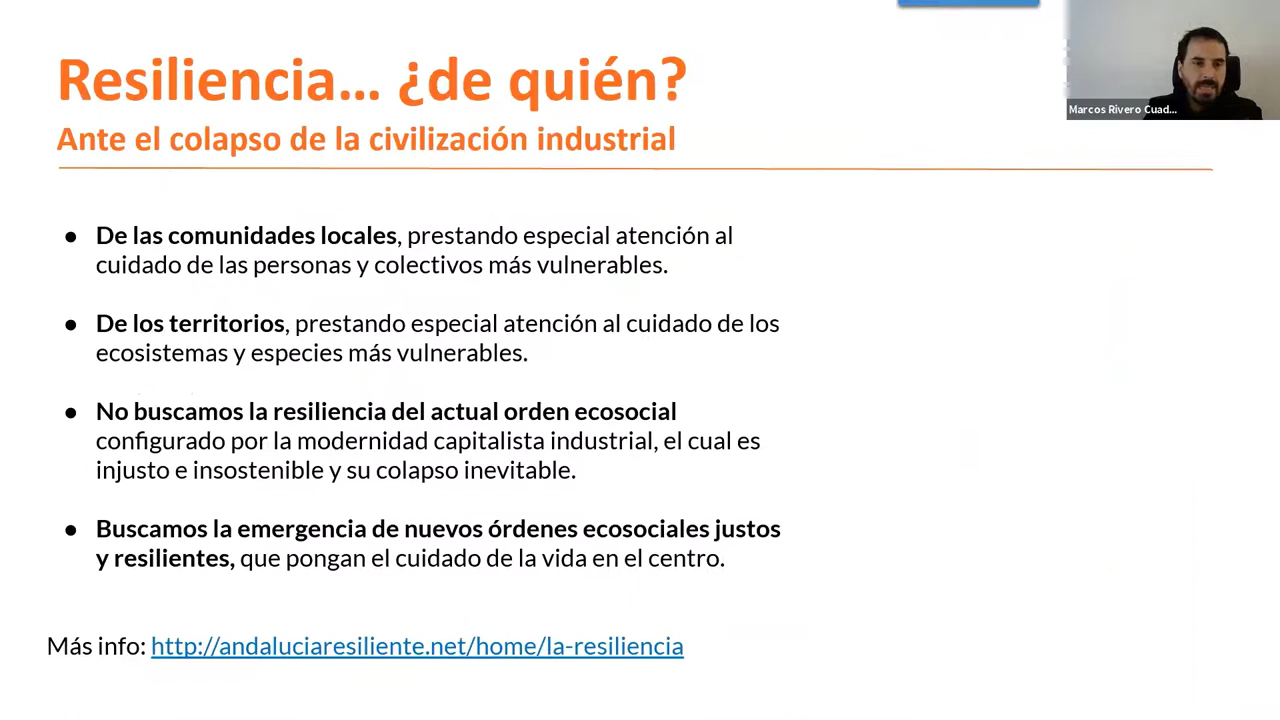 Resiliencia... ¿de quién?
Ante el colapso de la civilización industrial
Marcos Rivero Cuad...
● De las comunidades locales, prestando especial atención al
cuidado de las personas y colectivos más vulnerables.
● De los territorios, prestando especial atención al cuidado de los
ecosistemas y especies más vulnerables.
● No buscamos la resiliencia del actual orden ecosocial
configurado por la modernidad capitalista industrial, el cual es
injusto e insostenible y su colapso inevitable.
● Buscamos la emergencia de nuevos órdenes ecosociales justos
y resilientes, que pongan el cuidado de la vida en el centro.
Más info: http://andaluciaresiliente.net/home/la-resiliencia